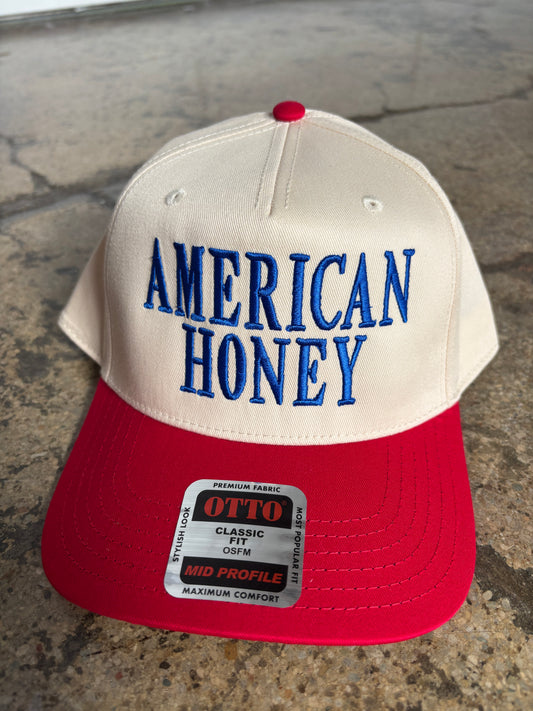 AMERICAN
HONEY
PREMIUM FABRIC
OTTO
CLASSIC
FIT
OSFM
MID PROFILE
MAXIMUM COMFORT
STYLISH LOOK
MOST POPULAR FIT